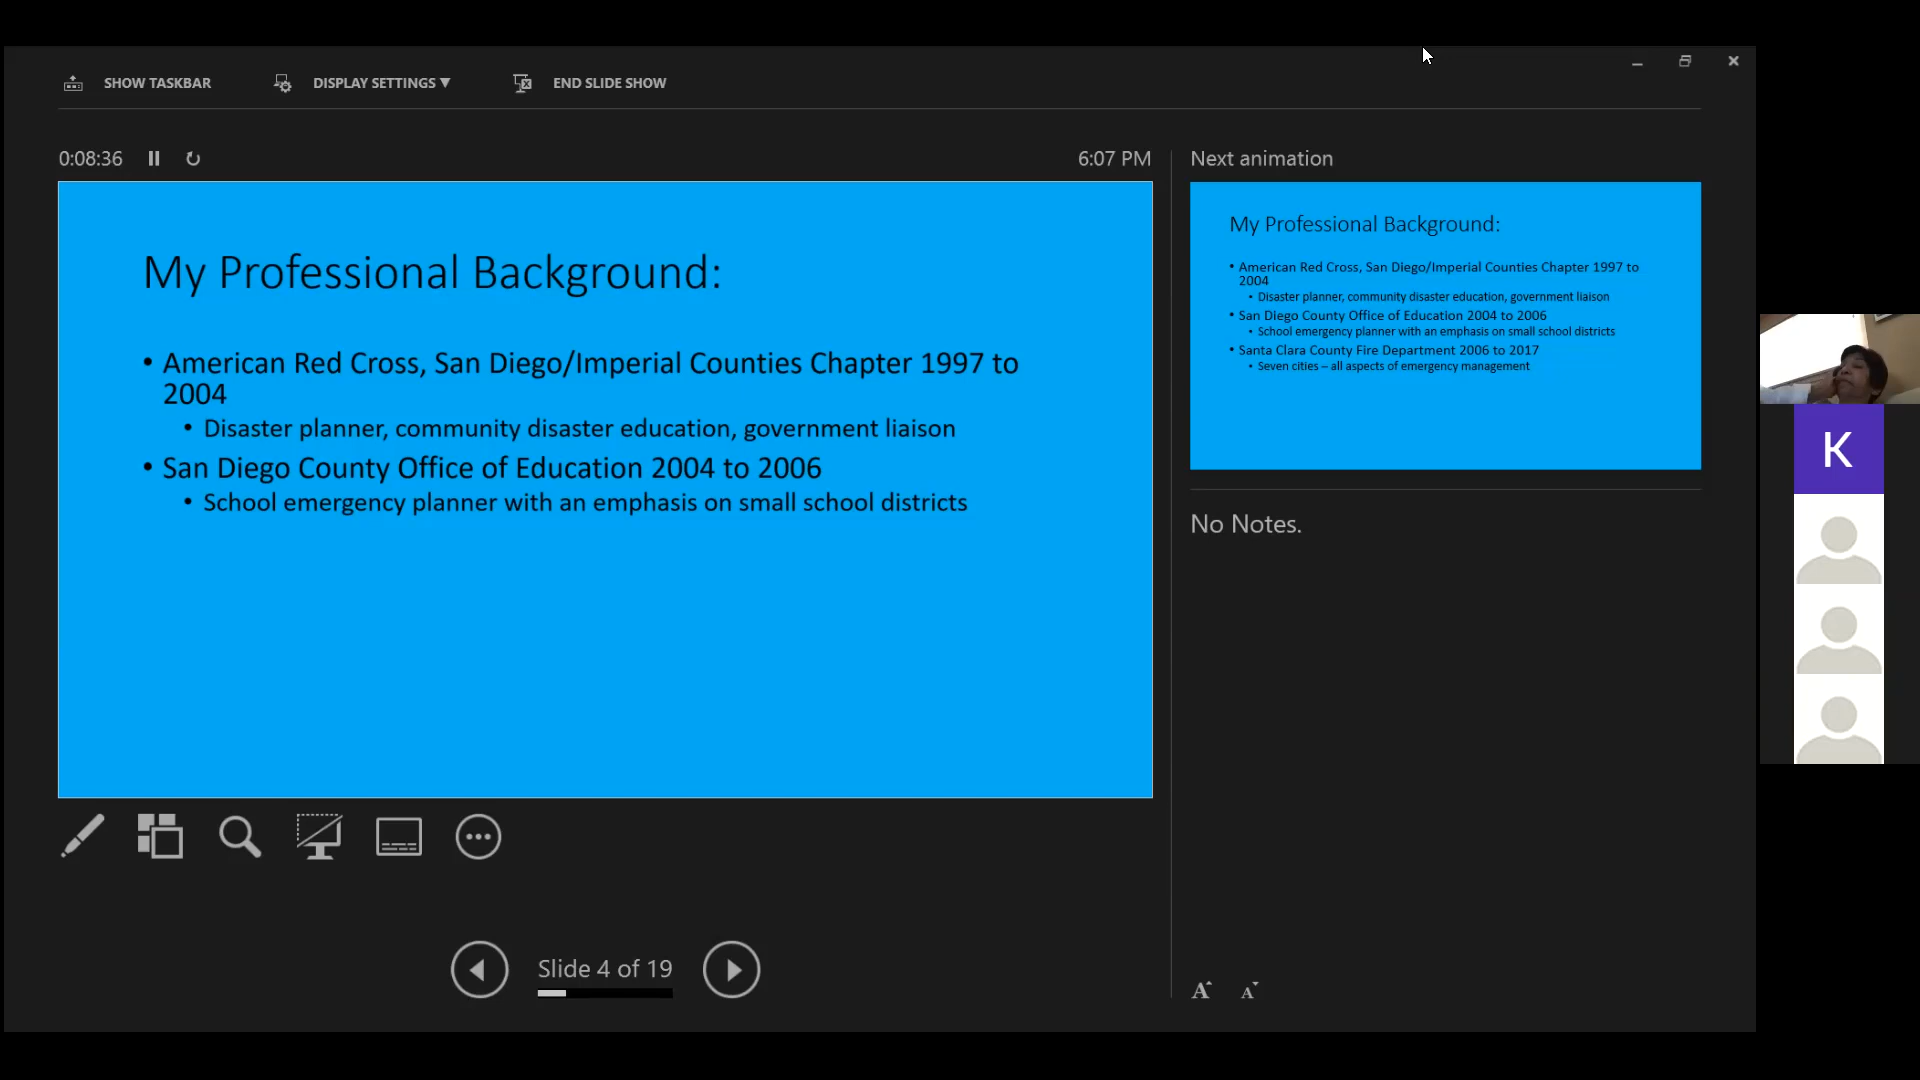 SHOW TASKBAR
DISPLAY SETTINGS ▼
END SLIDE SHOW
0:08:36
6:07 PM
My Professional Background:
• American Red Cross, San Diego/Imperial Counties Chapter 1997 to
2004
• Disaster planner, community disaster education, government liaison
• San Diego County Office of Education 2004 to 2006
• School emergency planner with an emphasis on small school districts
Slide 4 of 19
Next animation
My Professional Background:
• American Red Cross, San Diego/Imperial Counties Chapter 1997 to
2004
• Disaster planner, community disaster education, government liaison
• San Diego County Office of Education 2004 to 2006
• School emergency planner with an emphasis on small school districts
• Santa Clara County Fire Department 2006 to 2017
• Seven cities – all aspects of emergency management
No Notes.
A A
K